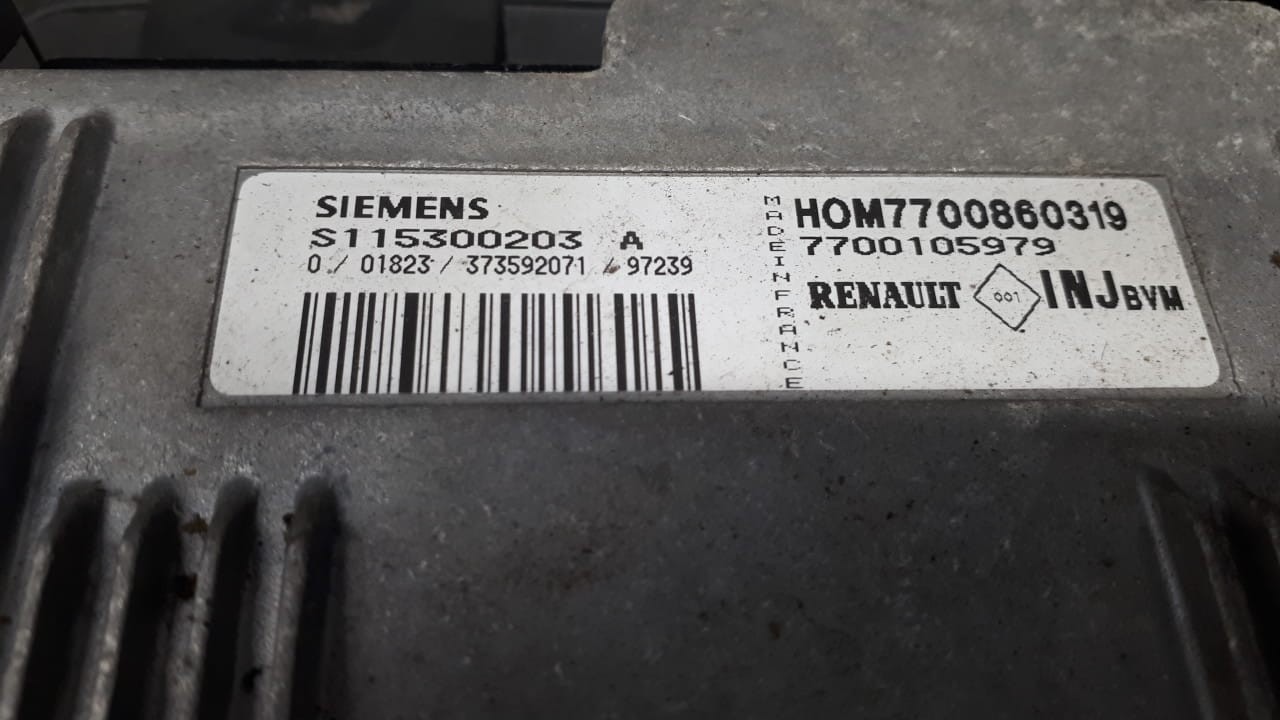 SIEMENS
S115300203 A
0 / 01823 / 373592071 / 97239
MADE IN FRANCE
HOM7700860319
7700105979
RENAULT 001 INJ BVM